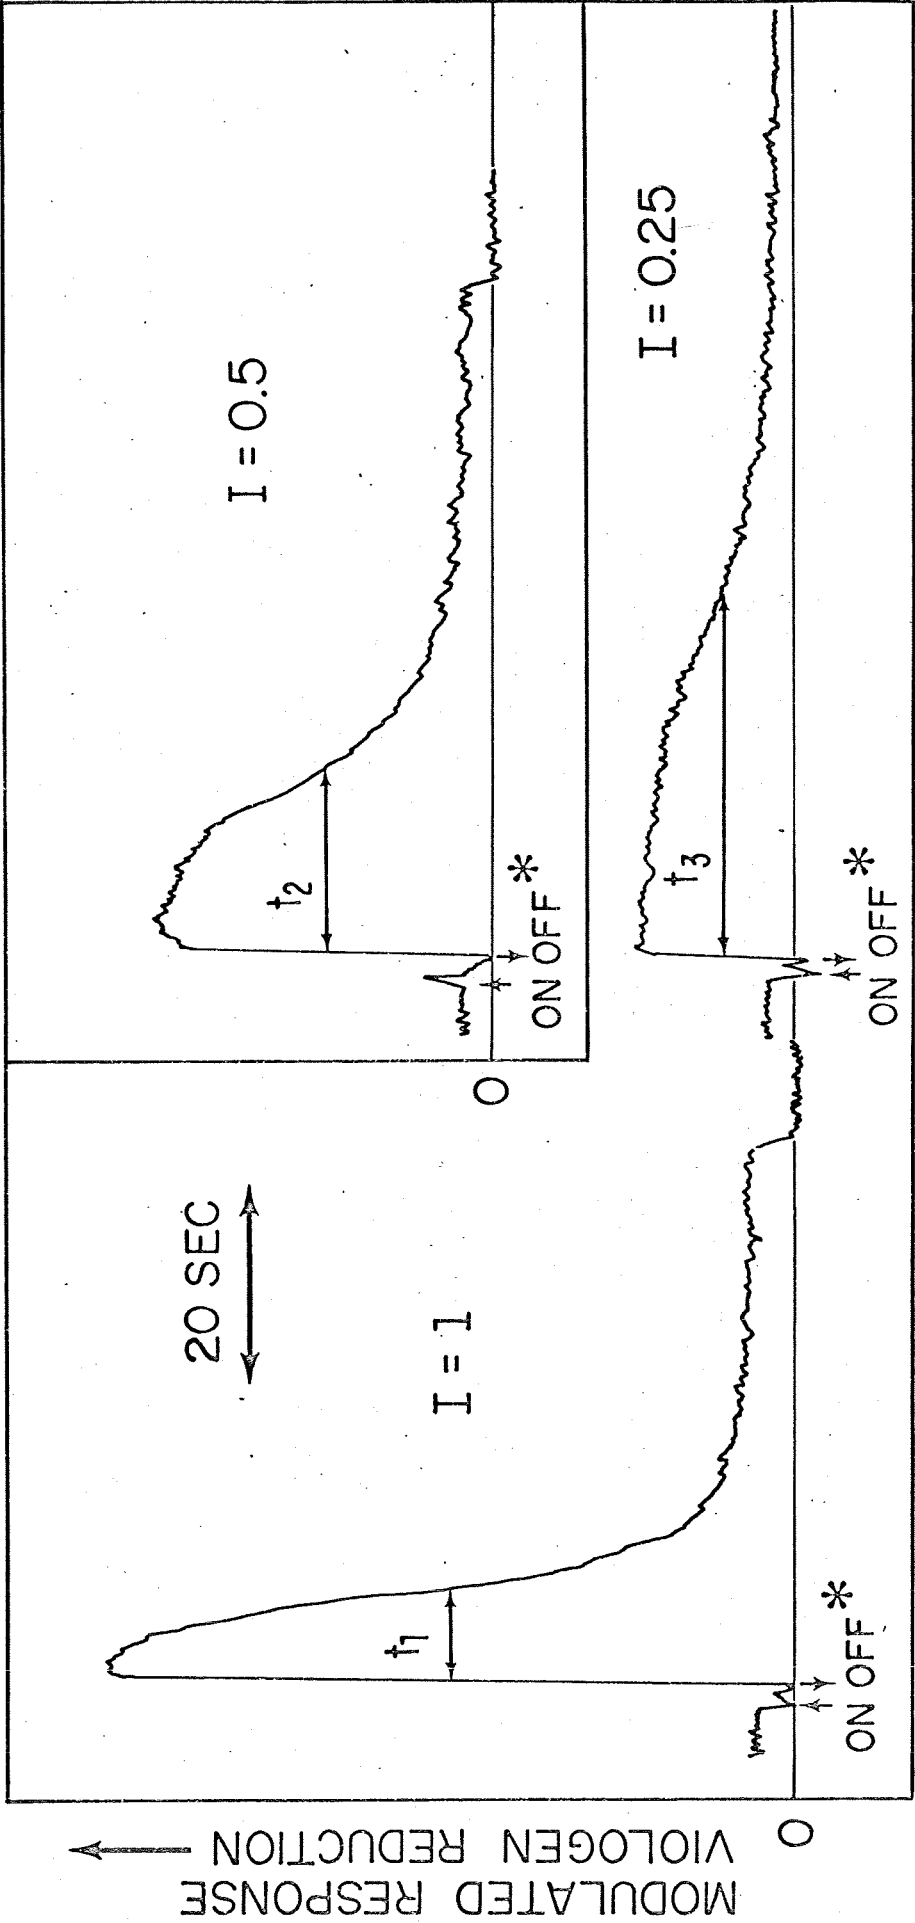 MODULATED RESPONSE
VIOLOGEN REDUCTION
0
20 SEC
I = 1
t1
ON OFF*
0
I = 0.5
t2
ON OFF*
I = 0.25
t3
ON OFF*